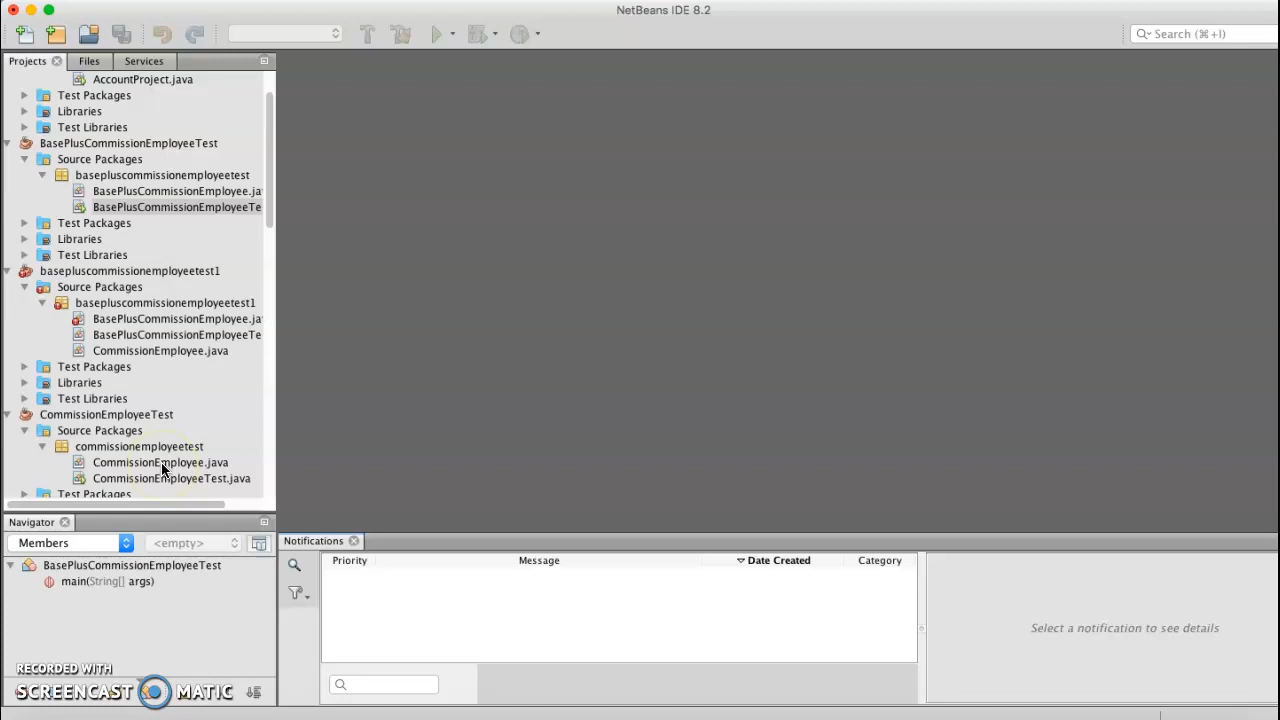 NetBeans IDE 8.2
Search (⌘+I)
Projects
Files
Services
AccountProject.java
Test Packages
Libraries
Test Libraries
BasePlusCommissionEmployeeTest
Source Packages
basepluscommissionemployeetest
BasePlusCommissionEmployee.ja
BasePlusCommissionEmployeeTe
Test Packages
Libraries
Test Libraries
basepluscommissionemployeetest1
Source Packages
basepluscommissionemployeetest1
BasePlusCommissionEmployee.ja
BasePlusCommissionEmployeeTe
CommissionEmployee.java
Test Packages
Libraries
Test Libraries
CommissionEmployeeTest
Source Packages
commissionemployeetest
CommissionEmployee.java
CommissionEmployeeTest.java
Test Packages
Navigator
Members
<empty>
BasePlusCommissionEmployeeTest
main(String[] args)
RECORDED WITH
SCREENCAST MATIC
Notifications
Priority
Message
Date Created
Category
Select a notification to see details